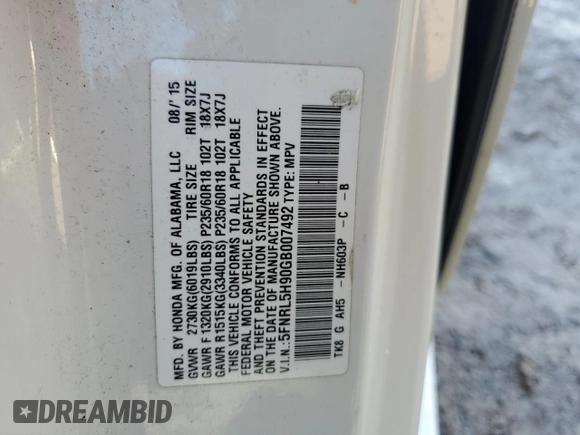 MFD. BY HONDA MFG. OF ALABAMA, LLC 08/' 15
GVWR 2730KG(6019LBS) TIRE SIZE RIM SIZE
GAWR F 1320KG(2910LBS) P235/60R18 102T 18X7J
GAWR R 1515KG(3340LBS) P235/60R18 102T 18X7J
THIS VEHICLE CONFORMS TO ALL APPLICABLE
FEDERAL MOTOR VEHICLE SAFETY
AND THEFT PREVENTION STANDARDS IN EFFECT
ON THE DATE OF MANUFACTURE SHOWN ABOVE.
V.I.N.: 5FNRL5H90GB007492 TYPE: MPV
TK8 G AH5 - NH603P - C - B
DREAMBID